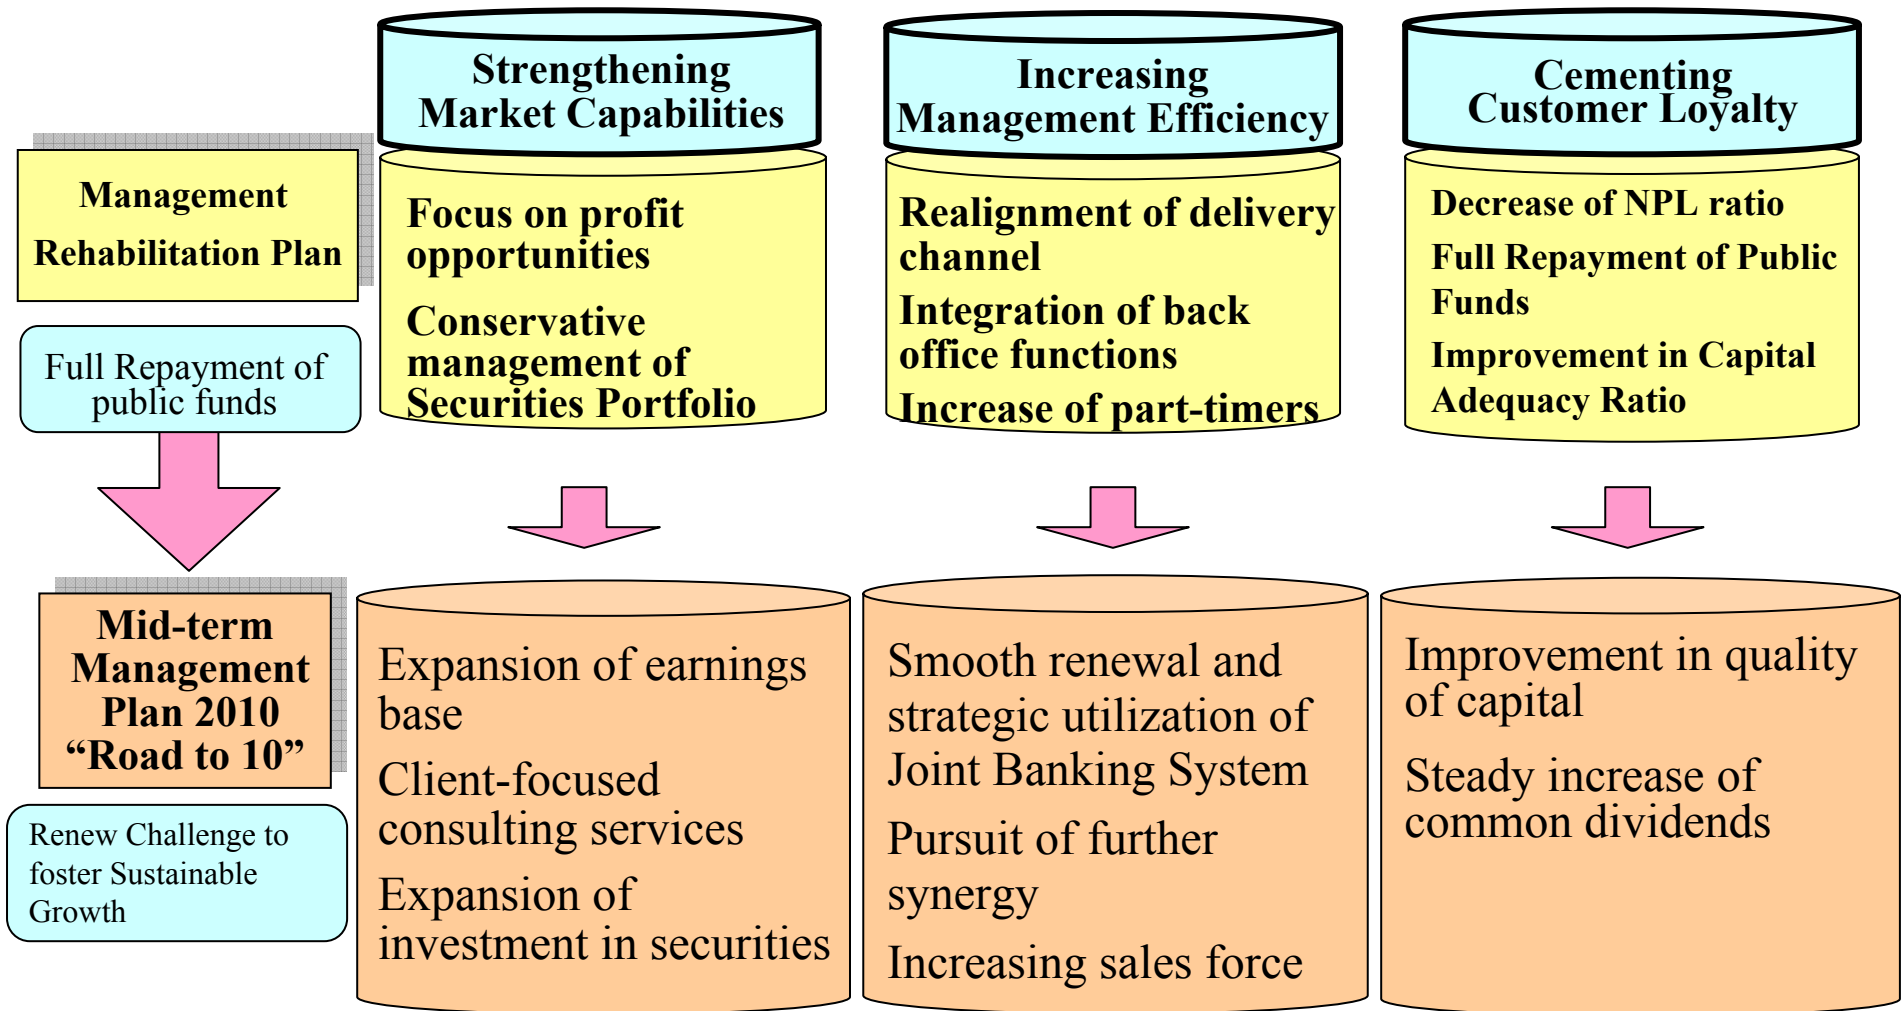 Strengthening
Market Capabilities
Increasing
Management Efficiency
Cementing
Customer Loyalty
Management
Rehabilitation Plan
Full Repayment of
public funds
Focus on profit
opportunities
Conservative
management of
Securities Portfolio
Realignment of delivery
channel
Integration of back
office functions
Increase of part-timers
Decrease of NPL ratio
Full Repayment of Public
Funds
Improvement in Capital
Adequacy Ratio
Mid-term
Management
Plan 2010
“Road to 10”
Renew Challenge to
foster Sustainable
Growth
Expansion of earnings
base
Client-focused
consulting services
Expansion of
investment in securities
Smooth renewal and
strategic utilization of
Joint Banking System
Pursuit of further
synergy
Increasing sales force
Improvement in quality
of capital
Steady increase of
common dividends